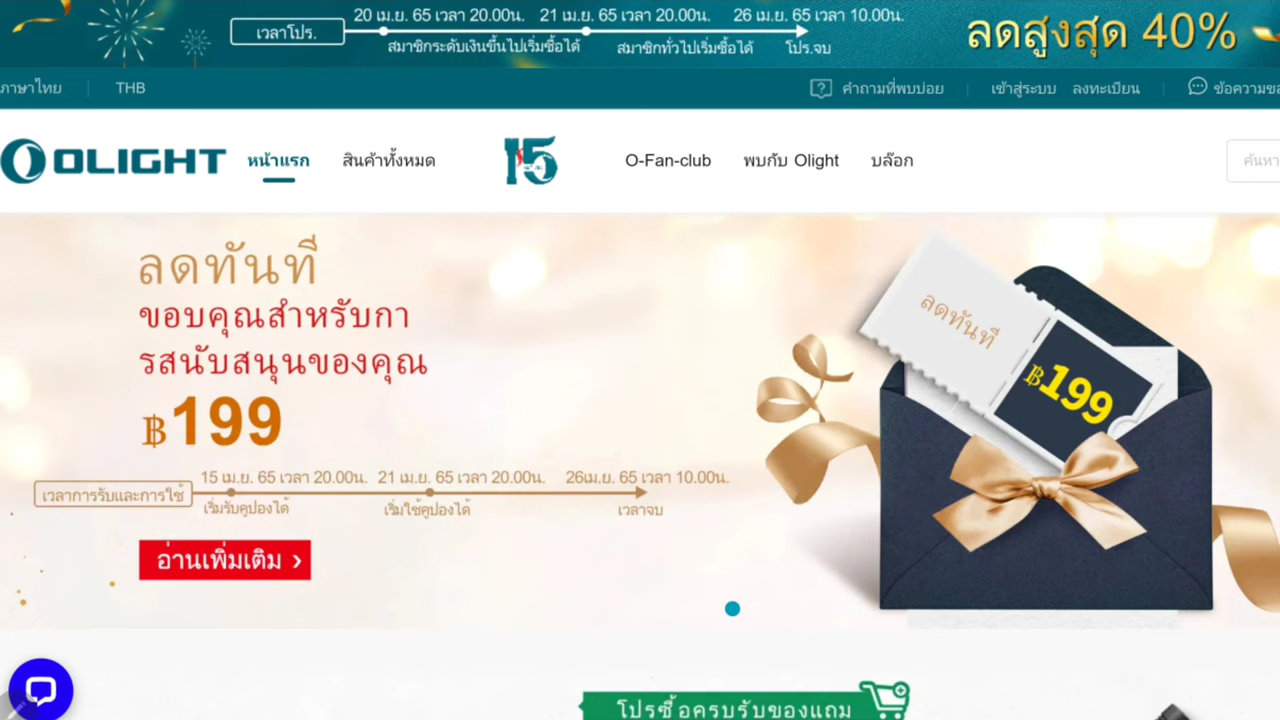 20 เม.ย. 65 เวลา 20.00น. 21 เม.ย. 65 เวลา 20.00น. 26 เม.ย. 65 เวลา 10.00น.
เวลาโปร.
สมาชิกระดับเงินขึ้นไปเริ่มซื้อได้ สมาชิกทั่วไปเริ่มซื้อได้ โปร.จบ
ลดสูงสุด 40%
ภาษาไทย THB คำถามที่พบบ่อย เข้าสู่ระบบ ลงทะเบียน ข้อความขอ
OLIGHT หน้าแรก สินค้าทั้งหมด 15 O-Fan-club พบกับ Olight บล๊อก ค้นหา
ลดทันที
ขอบคุณสำหรับกา
รสนับสนุนของคุณ
฿199
15 เม.ย. 65 เวลา 20.00น. 21 เม.ย. 65 เวลา 20.00น. 26เม.ย. 65 เวลา 10.00น.
เวลาการรับและการใช้
เริ่มรับคูปองได้ เริ่มใช้คูปองได้ เวลาจบ
อ่านเพิ่มเติม ›
ลดทันที
฿199
โปรซื้อครบรับของแถม